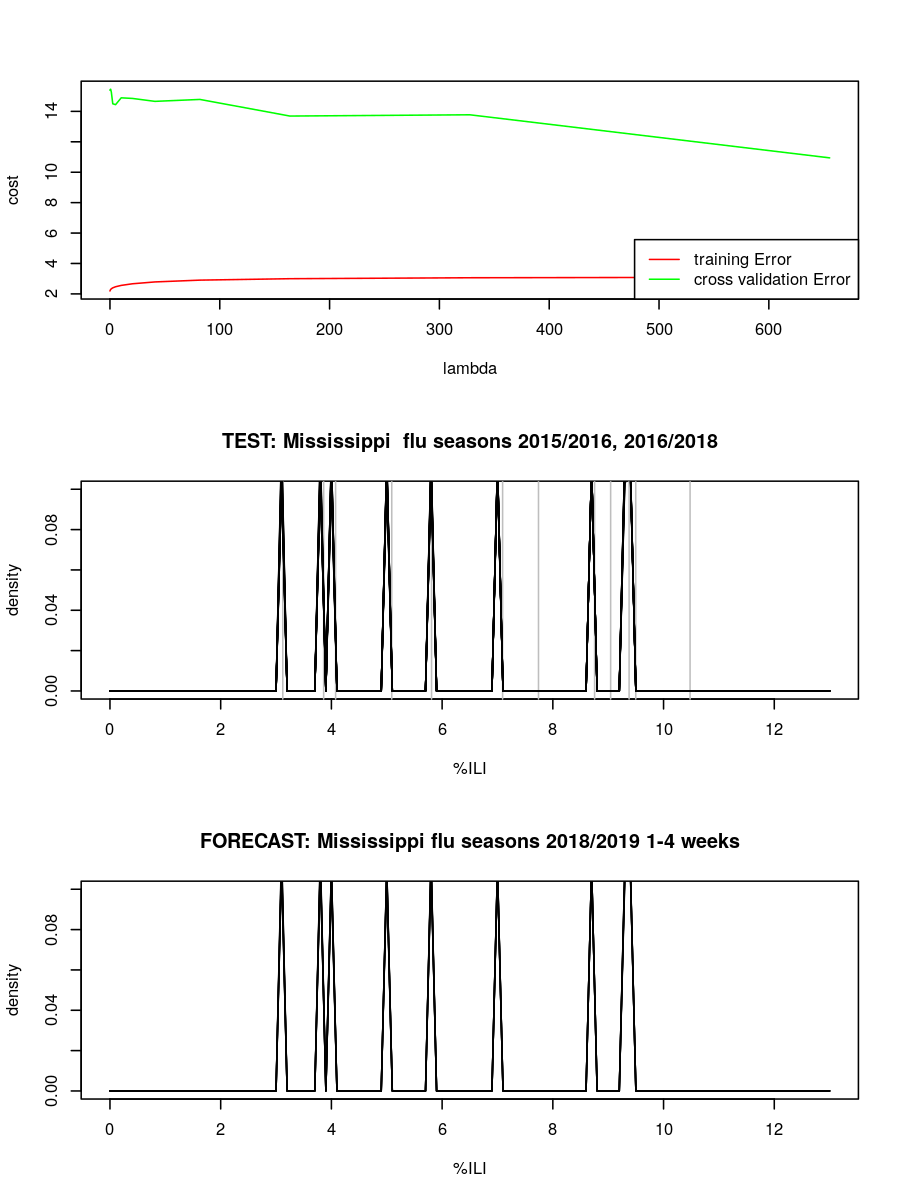 14
10
8
6
4
2
cost
training Error
cross validation Error
0 100 200 300 400 500 600
lambda
TEST: Mississippi  flu seasons 2015/2016, 2016/2018
0.08
0.04
0.00
density
0 2 4 6 8 10 12
%ILI
FORECAST: Mississippi flu seasons 2018/2019 1-4 weeks
0.08
0.04
0.00
density
0 2 4 6 8 10 12
%ILI